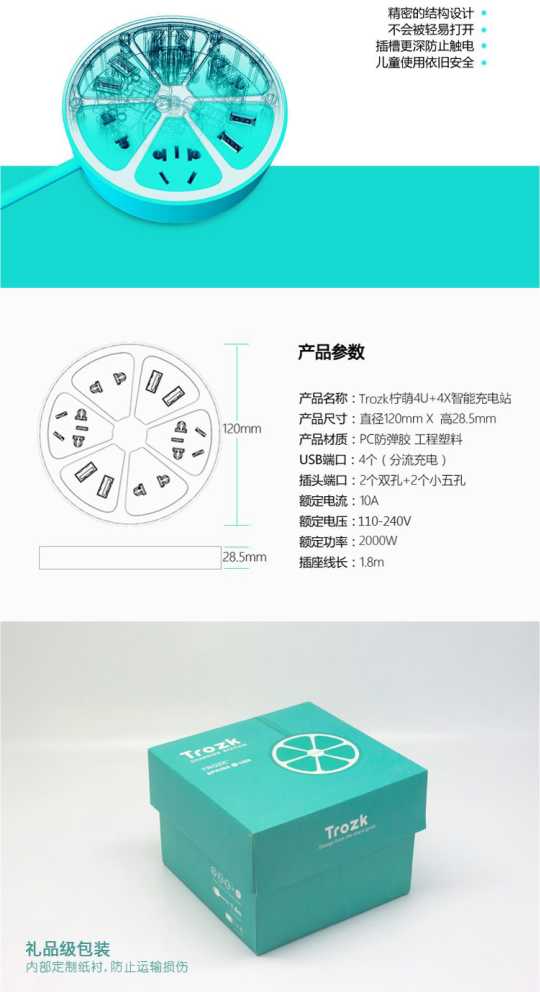 精密的结构设计
不会被轻易打开
插槽更深防止触电
儿童使用依旧安全
产品参数
产品名称：Trozk柠萌4U+4X智能充电站
产品尺寸：直径120mm X 高28.5mm
产品材质：PC防弹胶 工程塑料
USB端口：4个（分流充电）
插头端口：2个双孔+2个小五孔
额定电流：10A
额定电压：110-240V
额定功率：2000W
插座线长：1.8m
120mm
28.5mm
Trozk
TROZK
Trozk
礼品级包装
内部定制纸衬，防止运输损伤